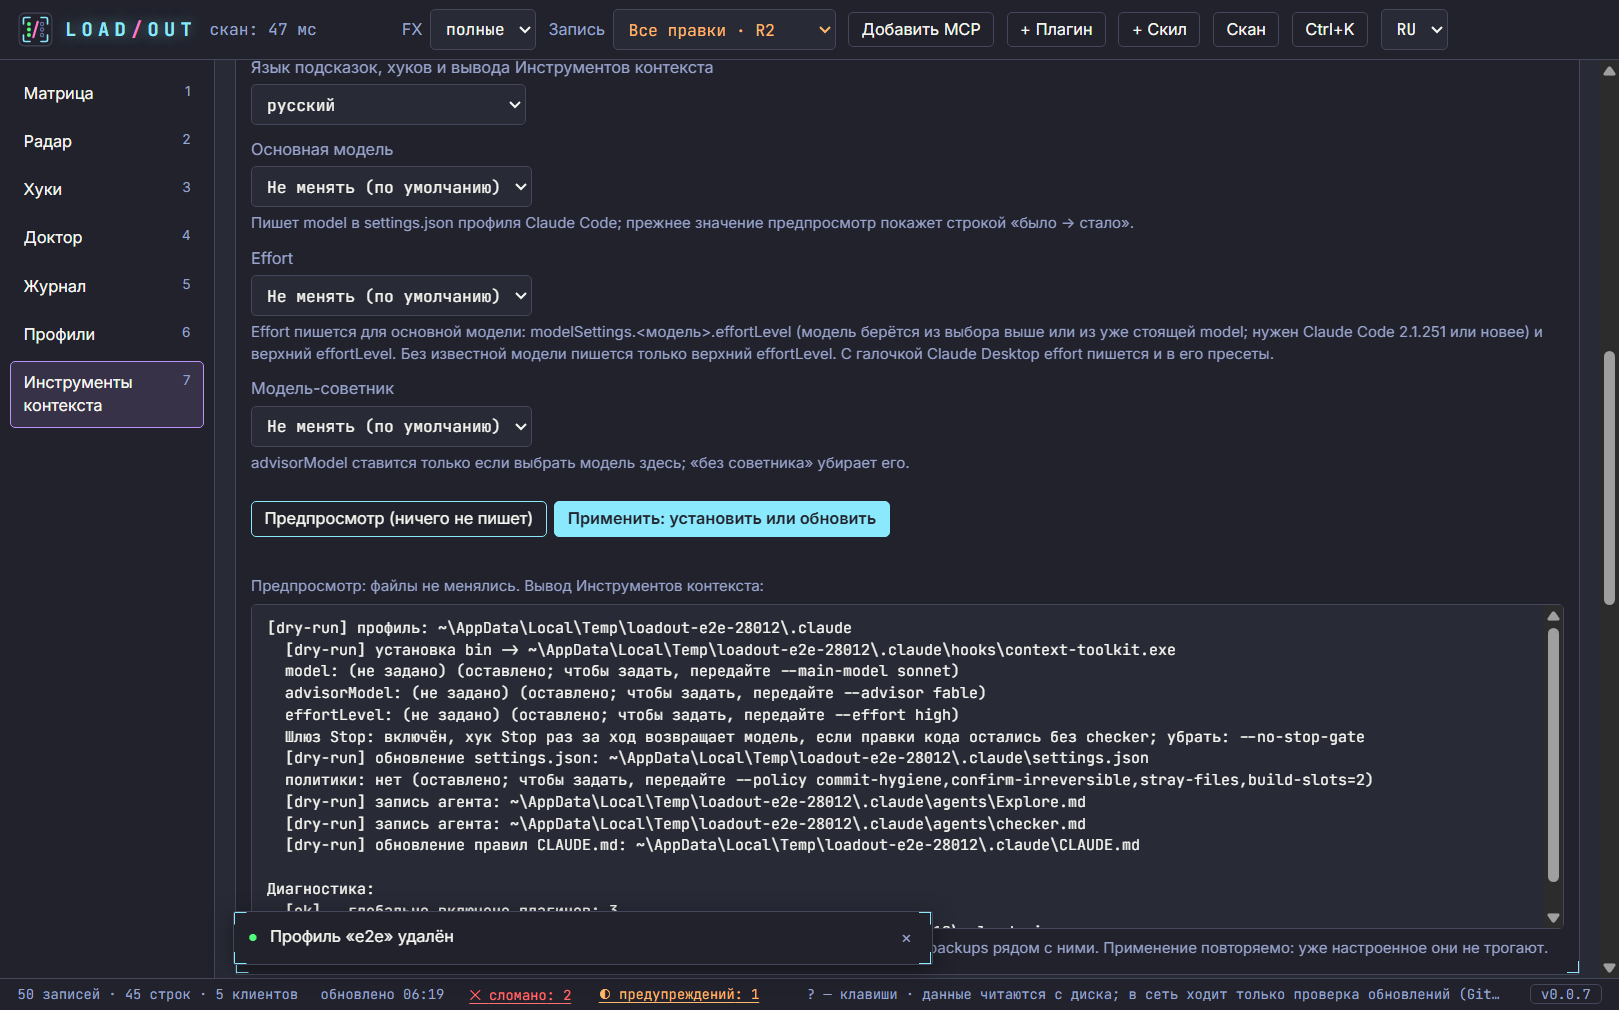 LOAD/OUT
скан: 47 мс
FX
полные
Запись
Все правки · R2
Добавить MCP
+ Плагин
+ Скил
Скан
Ctrl+K
RU
Матрица 1
Радар 2
Хуки 3
Доктор 4
Журнал 5
Профили 6
Инструменты 7
контекста
Язык подсказок, хуков и вывода Инструментов контекста
русский
Основная модель
Не менять (по умолчанию)
Пишет model в settings.json профиля Claude Code; прежнее значение предпросмотр покажет строкой «было → стало».
Effort
Не менять (по умолчанию)
Effort пишется для основной модели: modelSettings.<модель>.effortLevel (модель берётся из выбора выше или из уже стоящей model; нужен Claude Code 2.1.251 или новее) и
верхний effortLevel. Без известной модели пишется только верхний effortLevel. С галочкой Claude Desktop effort пишется и в его пресеты.
Модель-советник
Не менять (по умолчанию)
advisorModel ставится только если выбрать модель здесь; «без советника» убирает его.
Предпросмотр (ничего не пишет)
Применить: установить или обновить
Предпросмотр: файлы не менялись. Вывод Инструментов контекста:
[dry-run] профиль: ~\AppData\Local\Temp\loadout-e2e-28012\.claude
[dry-run] установка bin —> ~\AppData\Local\Temp\loadout-e2e-28012\.claude\hooks\context-toolkit.exe
model: (не задано) (оставлено; чтобы задать, передайте --main-model sonnet)
advisorModel: (не задано) (оставлено; чтобы задать, передайте --advisor fable)
effortLevel: (не задано) (оставлено; чтобы задать, передайте --effort high)
Шлюз Stop: включён, хук Stop раз за ход возвращает модель, если правки кода остались без checker; убрать: --no-stop-gate
[dry-run] обновление settings.json: ~\AppData\Local\Temp\loadout-e2e-28012\.claude\settings.json
политики: нет (оставлено; чтобы задать, передайте --policy commit-hygiene,confirm-irreversible,stray-files,build-slots=2)
[dry-run] запись агента: ~\AppData\Local\Temp\loadout-e2e-28012\.claude\agents\Explore.md
[dry-run] запись агента: ~\AppData\Local\Temp\loadout-e2e-28012\.claude\agents\checker.md
[dry-run] обновление правил CLAUDE.md: ~\AppData\Local\Temp\loadout-e2e-28012\.claude\CLAUDE.md
Диагностика:
[ok] глобально включено плагинов: 3
Профиль «e2e» удалён ×
backups рядом с ними. Применение повторяемо: уже настроенное они не трогают.
50 записей · 45 строк · 5 клиентов
обновлено 06:19
сломано: 2
предупреждений: 1
? — клавиши · данные читаются с диска; в сеть ходит только проверка обновлений (Git…
v0.0.7